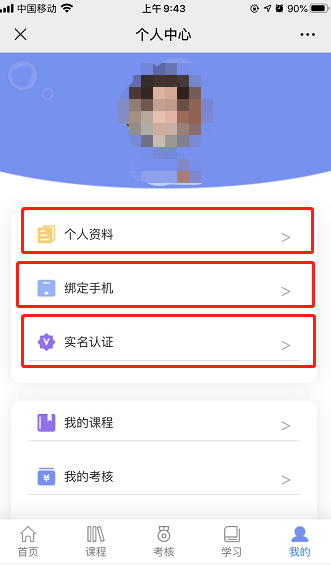 中国移动 上午 9:43 90%
个人中心
个人资料
绑定手机
实名认证
我的课程
我的考核
首页 课程 考核 学习 我的